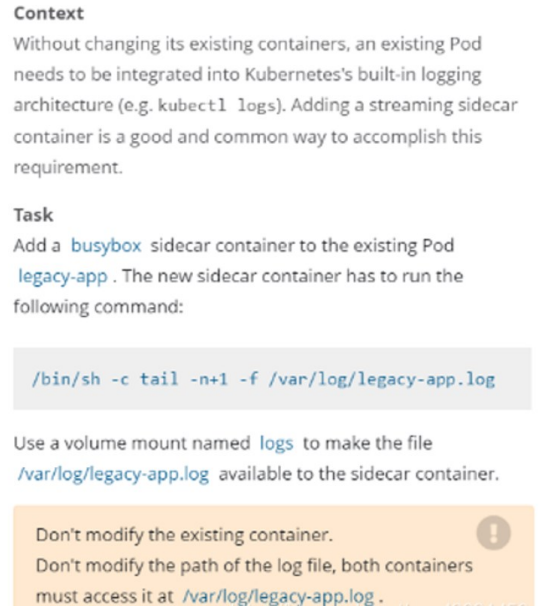 Context
Without changing its existing containers, an existing Pod
needs to be integrated into Kubernetes's built-in logging
architecture (e.g. kubectl logs). Adding a streaming sidecar
container is a good and common way to accomplish this
requirement.
Task
Add a busybox sidecar container to the existing Pod
legacy-app . The new sidecar container has to run the
following command:
/bin/sh -c tail -n+1 -f /var/log/legacy-app.log
Use a volume mount named logs to make the file
/var/log/legacy-app.log available to the sidecar container.
Don't modify the existing container.
Don't modify the path of the log file, both containers
must access it at /var/log/legacy-app.log .